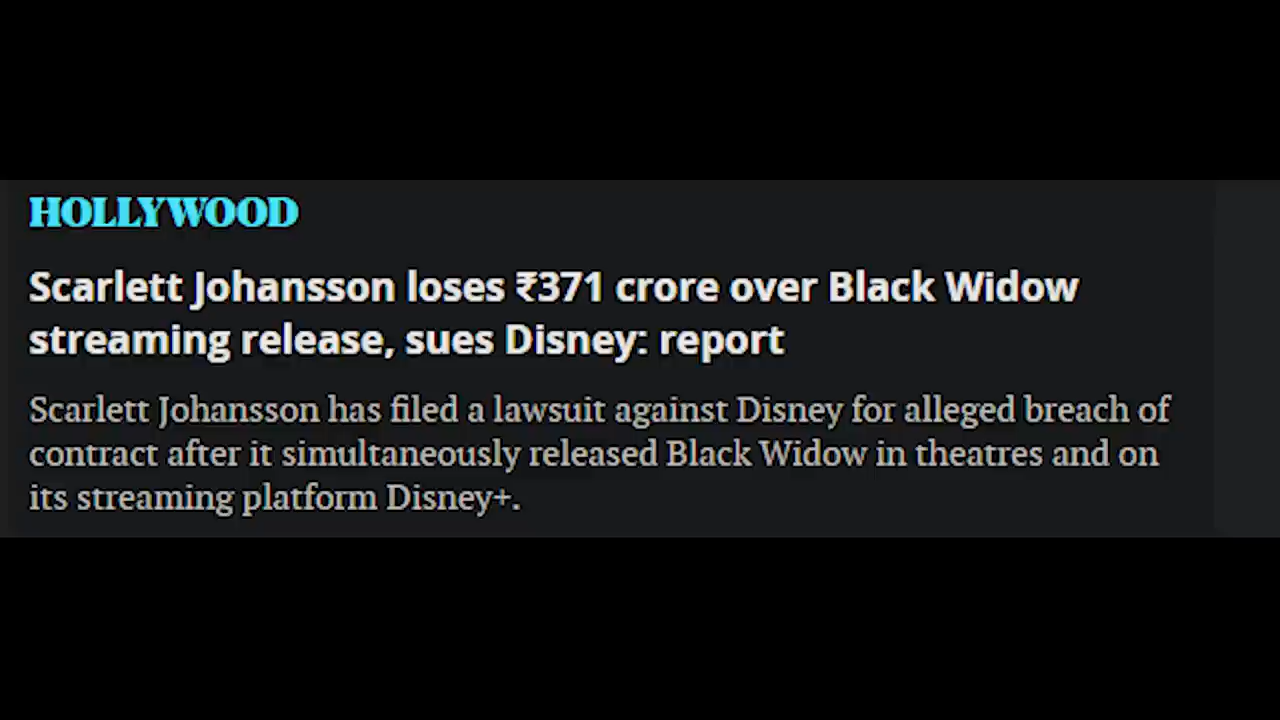 HOLLYWOOD
Scarlett Johansson loses ₹371 crore over Black Widow
streaming release, sues Disney: report
Scarlett Johansson has filed a lawsuit against Disney for alleged breach of
contract after it simultaneously released Black Widow in theatres and on
its streaming platform Disney+.